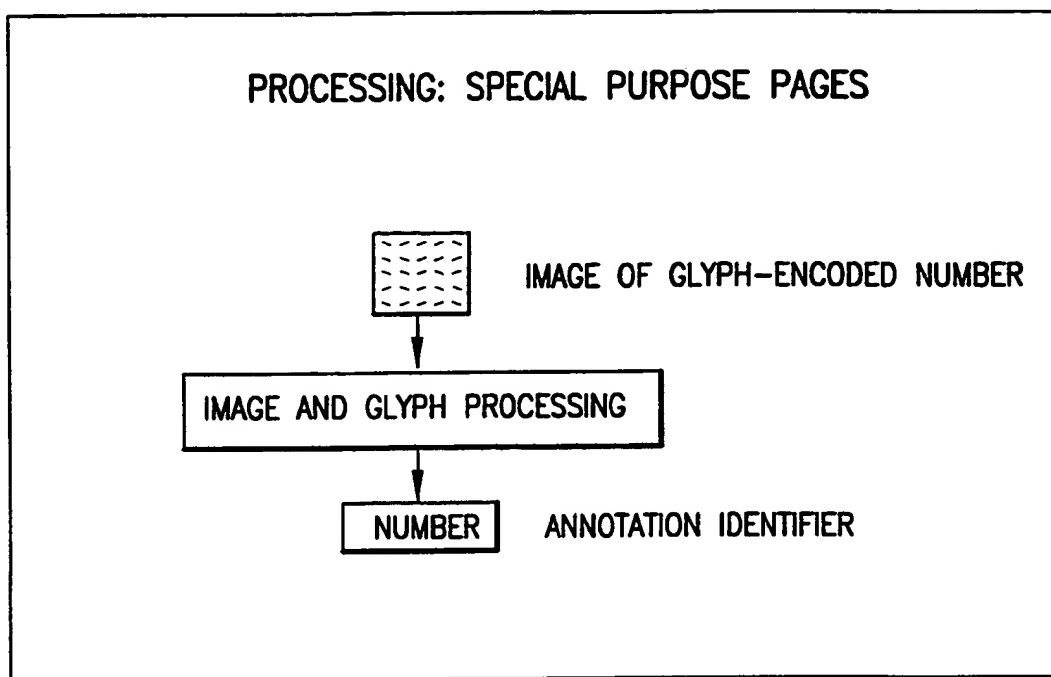 PROCESSING: SPECIAL PURPOSE PAGES
IMAGE OF GLYPH-ENCODED NUMBER
IMAGE AND GLYPH PROCESSING
NUMBER ANNOTATION IDENTIFIER